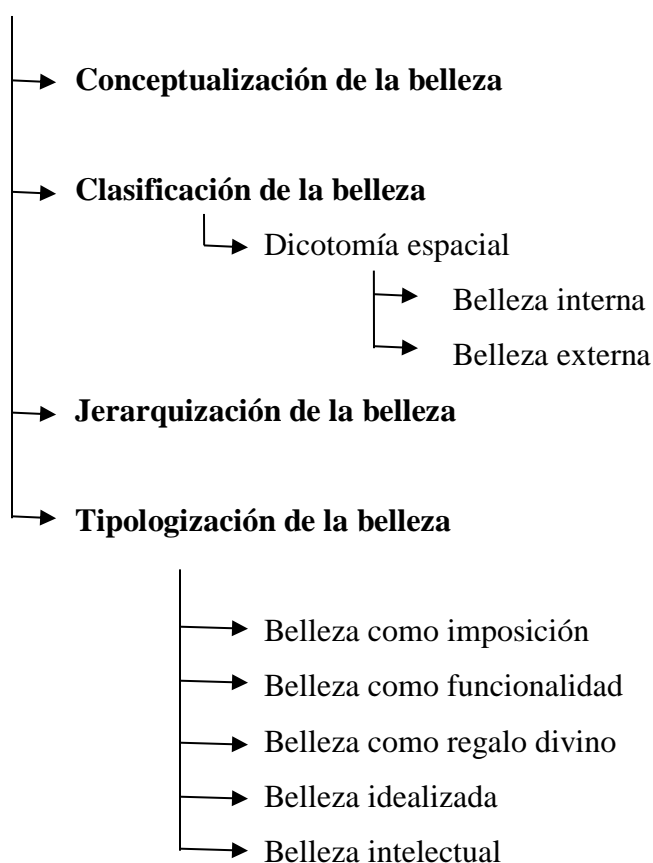 Conceptualización de la belleza
Clasificación de la belleza
Dicotomía espacial
Belleza interna
Belleza externa
Jerarquización de la belleza
Tipologización de la belleza
Belleza como imposición
Belleza como funcionalidad
Belleza como regalo divino
Belleza idealizada
Belleza intelectual